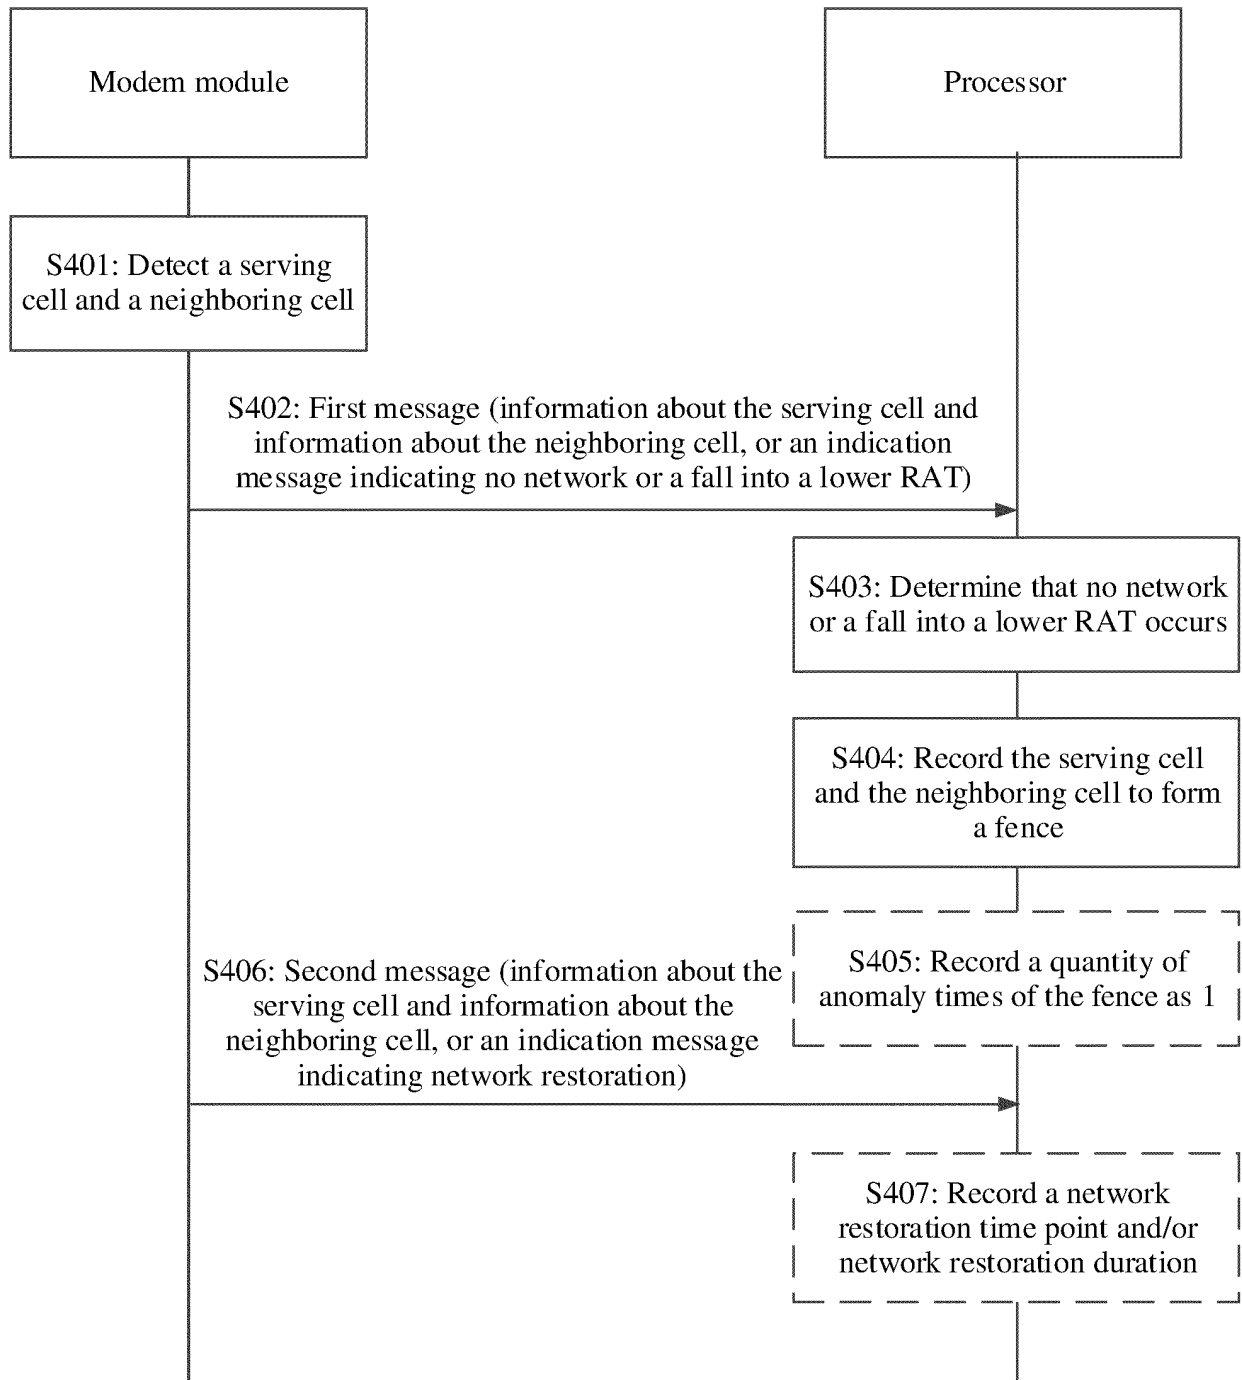 Modem module
Processor
S401: Detect a serving
cell and a neighboring cell
S402: First message (information about the serving cell and
information about the neighboring cell, or an indication
message indicating no network or a fall into a lower RAT)
S403: Determine that no network
or a fall into a lower RAT occurs
S404: Record the serving cell
and the neighboring cell to form
a fence
S405: Record a quantity of
anomaly times of the fence as 1
S406: Second message (information about the
serving cell and information about the
neighboring cell, or an indication message
indicating network restoration)
S407: Record a network
restoration time point and/or
network restoration duration